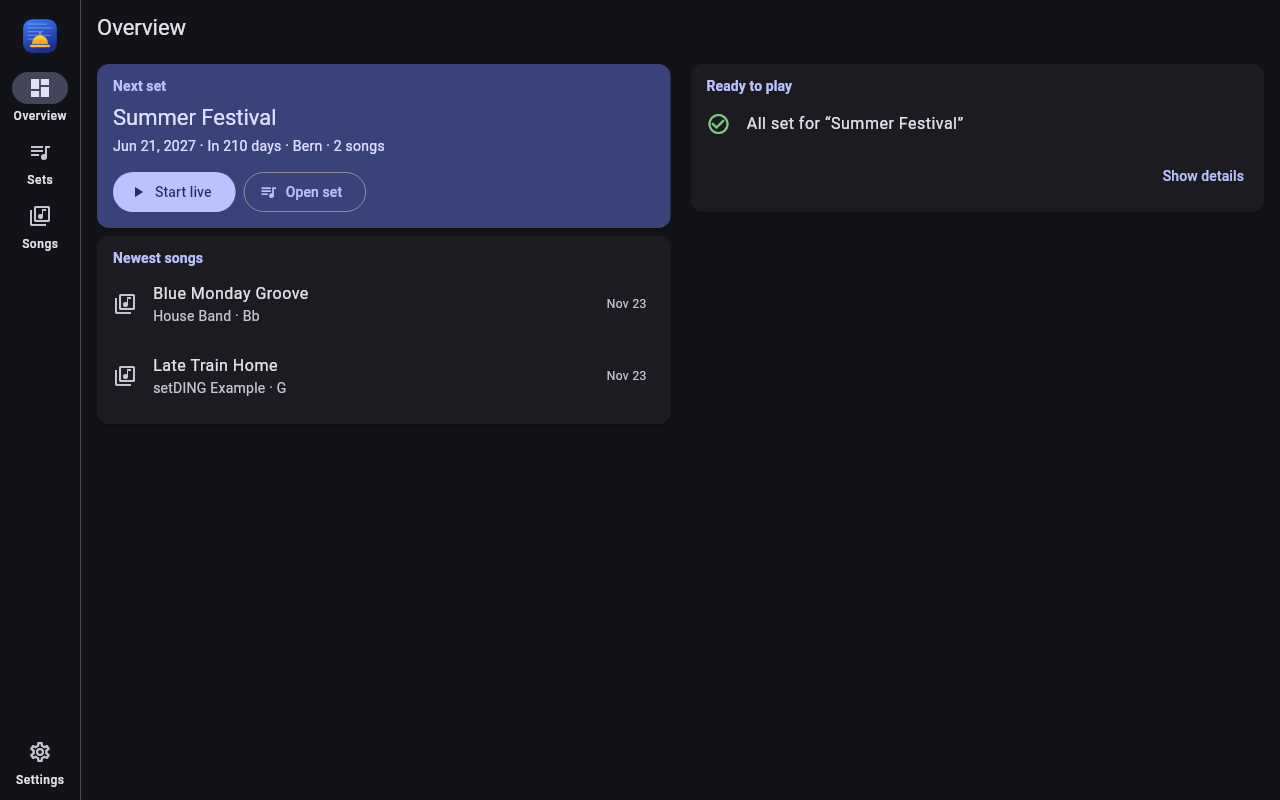 Overview
Overview
Sets
Songs
Settings
Next set
Summer Festival
Jun 21, 2027 · In 210 days · Bern · 2 songs
Start live
Open set
Newest songs
Blue Monday Groove
House Band · Bb
Nov 23
Late Train Home
setDING Example · G
Nov 23
Ready to play
All set for “Summer Festival”
Show details